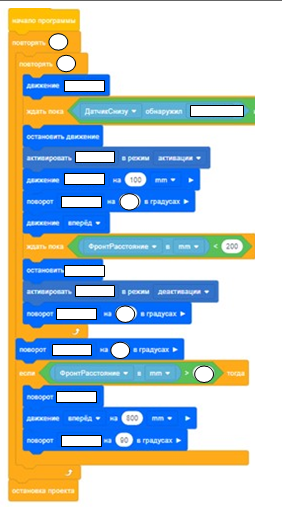 начало программы
повторять
повторять
движение
ждать пока ДатчикСнизу обнаружил
остановить движение
активировать в режим активации
движение на 100 mm
поворот на в градусах
движение вперёд
ждать пока ФронтРасстояние в mm < 200
остановить
активировать в режим деактивации
поворот на в градусах
поворот на в градусах
если ФронтРасстояние в mm > тогда
поворот
движение вперёд на 800 mm
поворот на 90 в градусах
остановка проекта